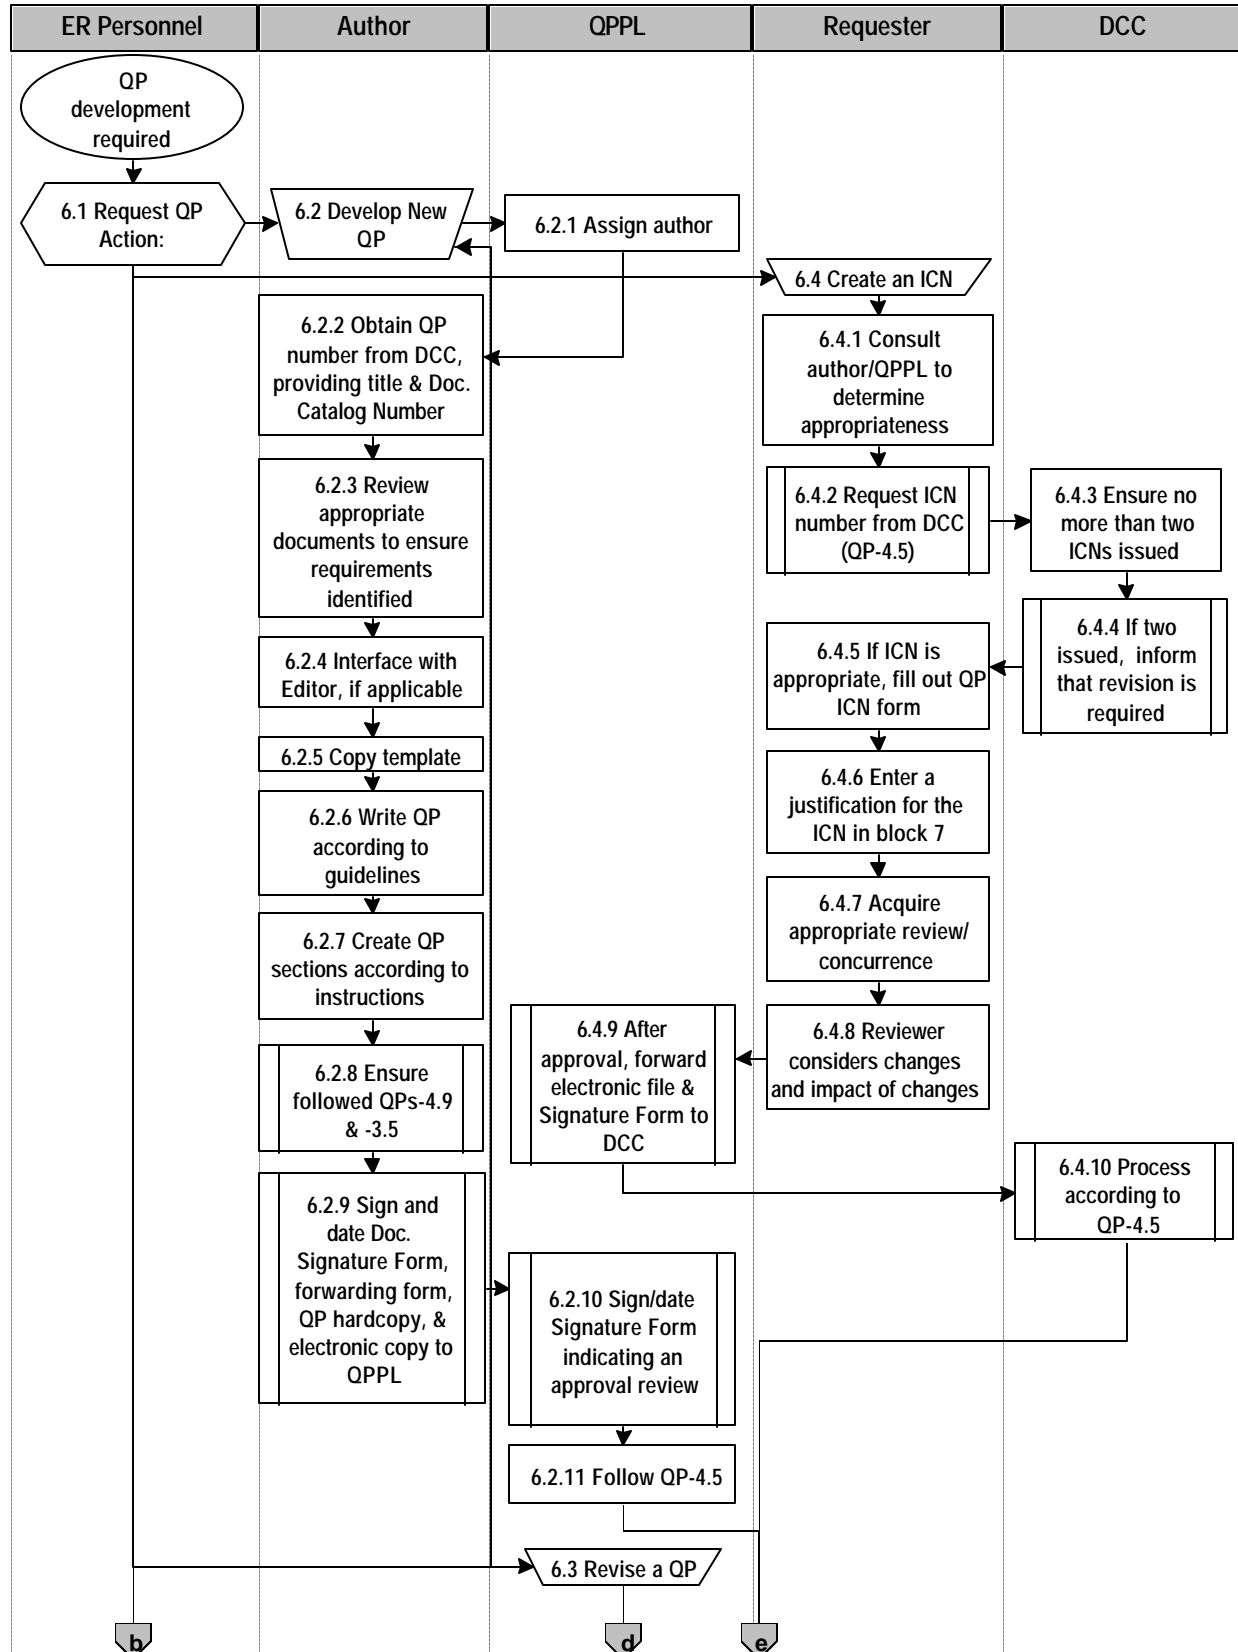 ER Personnel
Author
QPPL
Requester
DCC
QP
development
required
6.1 Request QP
Action:
6.2 Develop New
QP
6.2.1 Assign author
6.4 Create an ICN
6.2.2 Obtain QP
number from DCC,
providing title & Doc.
Catalog Number
6.4.1 Consult
author/QPPL to
determine
appropriateness
6.2.3 Review
appropriate
documents to ensure
requirements
identified
6.4.2 Request ICN
number from DCC
(QP-4.5)
6.4.3 Ensure no
more than two
ICNs issued
6.4.4 If two
issued, inform
that revision is
required
6.2.4 Interface with
Editor, if applicable
6.4.5 If ICN is
appropriate, fill out QP
ICN form
6.2.5 Copy template
6.4.6 Enter a
justification for the
ICN in block 7
6.2.6 Write QP
according to
guidelines
6.4.7 Acquire
appropriate review/
concurrence
6.2.7 Create QP
sections according to
instructions
6.4.9 After
approval, forward
electronic file &
Signature Form to
DCC
6.4.8 Reviewer
considers changes
and impact of changes
6.2.8 Ensure
followed QPs-4.9
& -3.5
6.4.10 Process
according to
QP-4.5
6.2.9 Sign and
date Doc.
Signature Form,
forwarding form,
QP hardcopy, &
electronic copy to
QPPL
6.2.10 Sign/date
Signature Form
indicating an
approval review
6.2.11 Follow QP-4.5
6.3 Revise a QP
b
d
e